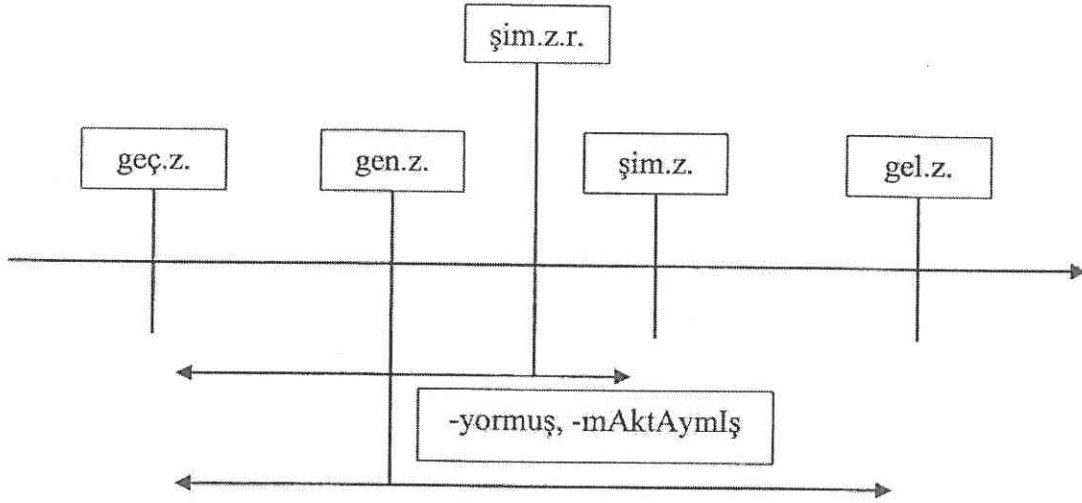 şim.z.r.
geç.z.
gen.z.
şim.z.
gel.z.
-yormuş, -mAktAymIş